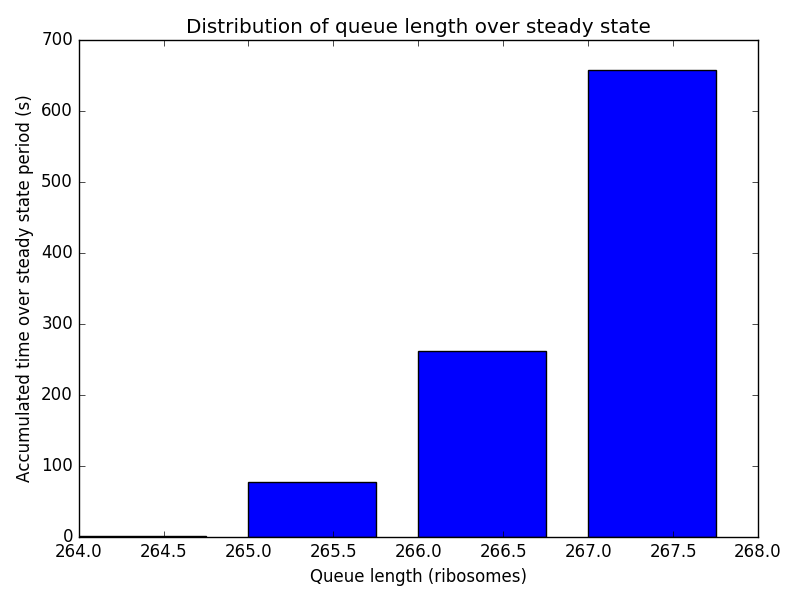 Distribution of queue length over steady state
700
600
500
400
300
200
100
0
Accumulated time over steady state period (s)
264.0 264.5 265.0 265.5 266.0 266.5 267.0 267.5 268.0
Queue length (ribosomes)